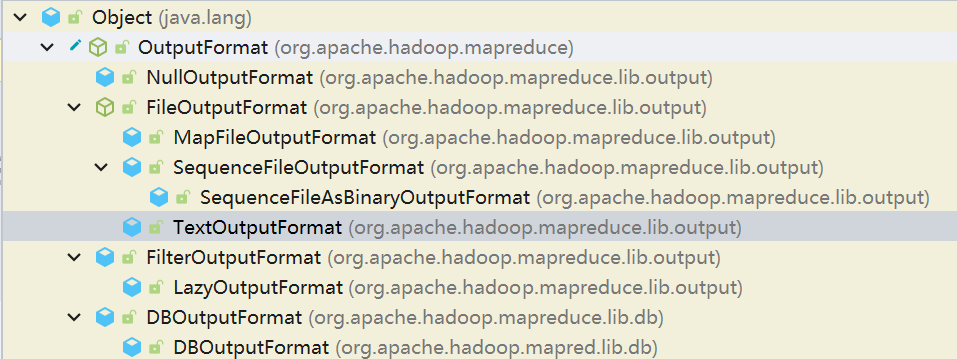 Object (java.lang)
OutputFormat (org.apache.hadoop.mapreduce)
NullOutputFormat (org.apache.hadoop.mapreduce.lib.output)
FileOutputFormat (org.apache.hadoop.mapreduce.lib.output)
MapFileOutputFormat (org.apache.hadoop.mapreduce.lib.output)
SequenceFileOutputFormat (org.apache.hadoop.mapreduce.lib.output)
SequenceFileAsBinaryOutputFormat (org.apache.hadoop.mapreduce.lib.output)
TextOutputFormat (org.apache.hadoop.mapreduce.lib.output)
FilterOutputFormat (org.apache.hadoop.mapreduce.lib.output)
LazyOutputFormat (org.apache.hadoop.mapreduce.lib.output)
DBOutputFormat (org.apache.hadoop.mapreduce.lib.db)
DBOutputFormat (org.apache.hadoop.mapred.lib.db)